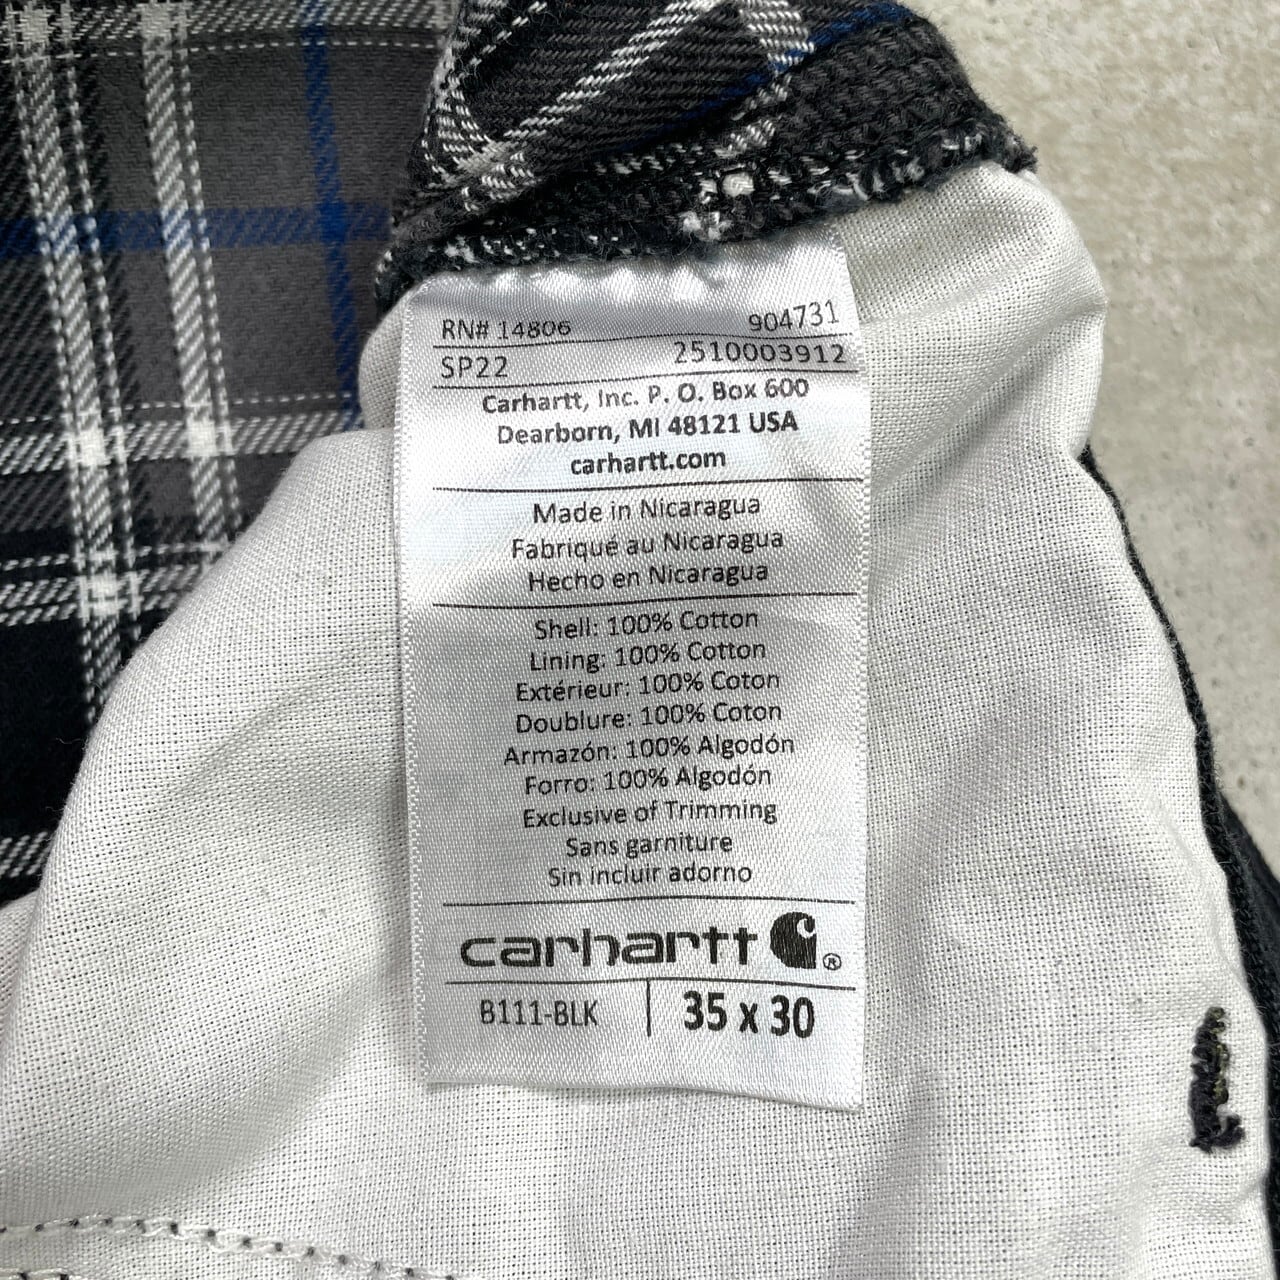 RN# 14806 904731
SP22 2510003912
Carhartt, Inc. P. O. Box 600
Dearborn, MI 48121 USA
carhartt.com
Made in Nicaragua
Fabriqué au Nicaragua
Hecho en Nicaragua
Shell: 100% Cotton
Lining: 100% Cotton
Extérieur: 100% Coton
Doublure: 100% Coton
Armazón: 100% Algodón
Forro: 100% Algodón
Exclusive of Trimming
Sans garniture
Sin incluir adorno
carhartt ®
B111-BLK | 35 x 30